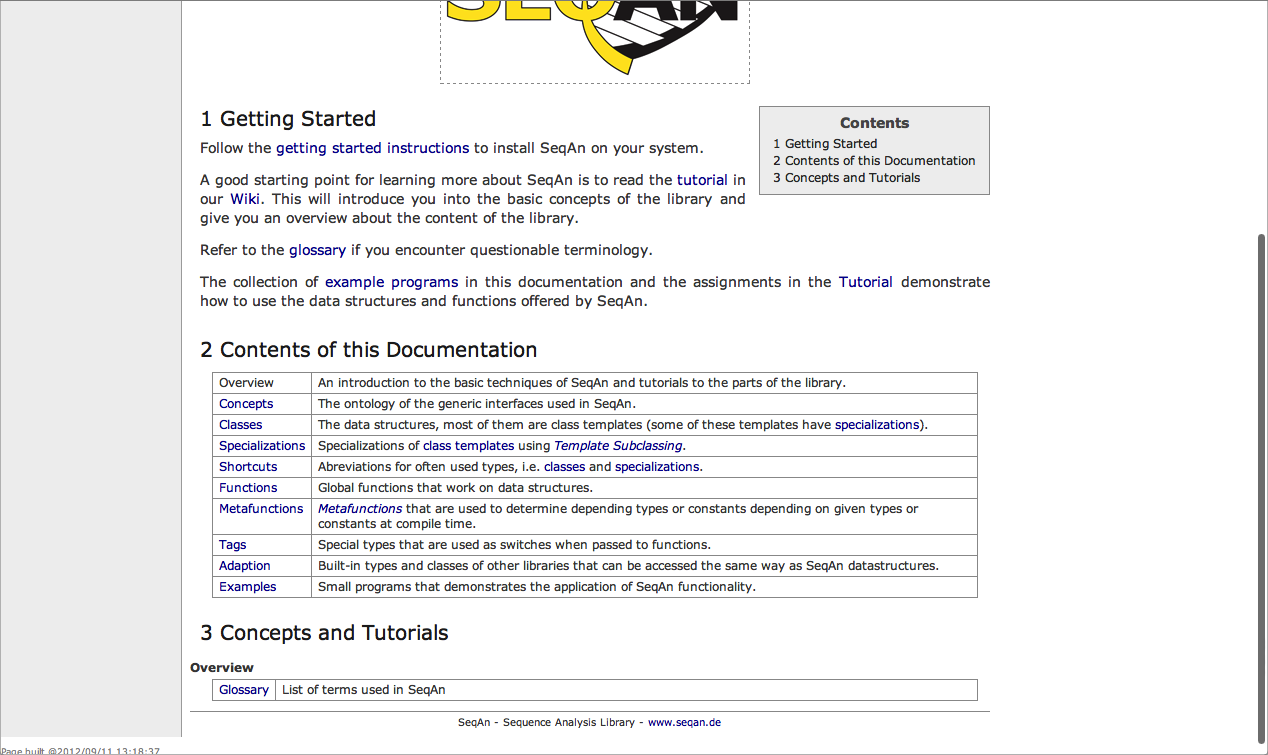 SEQAN
1 Getting Started
Follow the getting started instructions to install SeqAn on your system.
A good starting point for learning more about SeqAn is to read the tutorial in
our Wiki. This will introduce you into the basic concepts of the library and
give you an overview about the content of the library.
Refer to the glossary if you encounter questionable terminology.
The collection of example programs in this documentation and the assignments in the Tutorial demonstrate
how to use the data structures and functions offered by SeqAn.
Contents
1 Getting Started
2 Contents of this Documentation
3 Concepts and Tutorials
2 Contents of this Documentation
Overview An introduction to the basic techniques of SeqAn and tutorials to the parts of the library.
Concepts The ontology of the generic interfaces used in SeqAn.
Classes The data structures, most of them are class templates (some of these templates have specializations).
Specializations Specializations of class templates using Template Subclassing.
Shortcuts Abreviations for often used types, i.e. classes and specializations.
Functions Global functions that work on data structures.
Metafunctions Metafunctions that are used to determine depending types or constants depending on given types or
constants at compile time.
Tags Special types that are used as switches when passed to functions.
Adaption Built-in types and classes of other libraries that can be accessed the same way as SeqAn datastructures.
Examples Small programs that demonstrates the application of SeqAn functionality.
3 Concepts and Tutorials
Overview
Glossary List of terms used in SeqAn
SeqAn - Sequence Analysis Library - www.seqan.de
Page built @2012/09/11 13:18:37